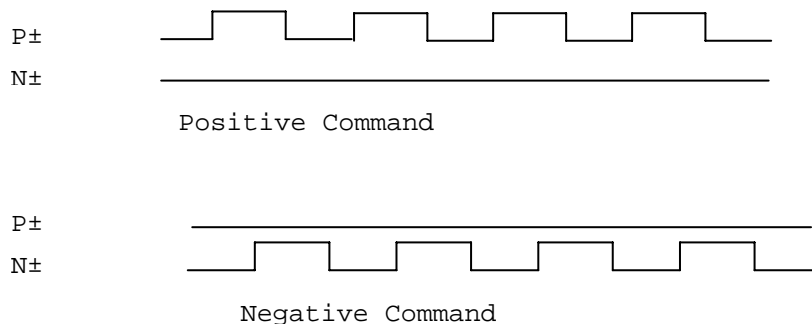 P±
N±
Positive Command
P±
N±
Negative Command